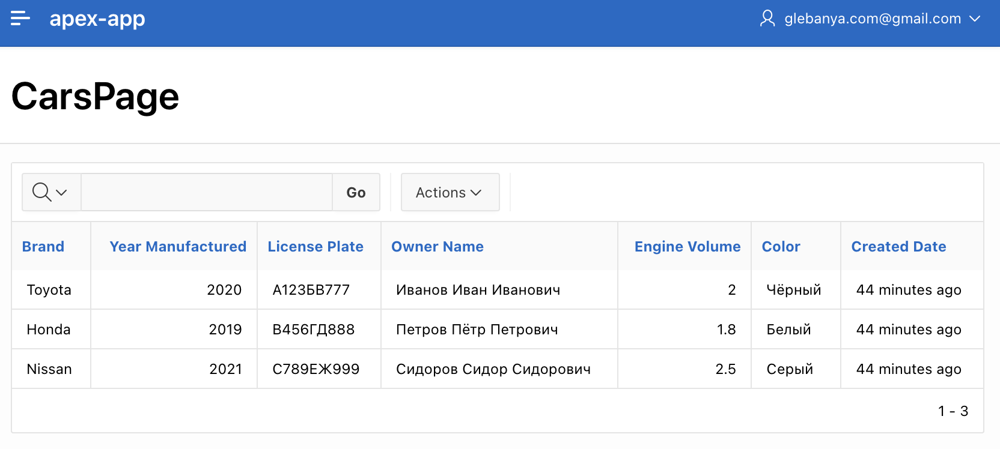 apex-app glebanya.com@gmail.com
CarsPage
Go Actions
Brand Year Manufactured License Plate Owner Name Engine Volume Color Created Date
Toyota 2020 А123БВ777 Иванов Иван Иванович 2 Чёрный 44 minutes ago
Honda 2019 В456ГД888 Петров Пётр Петрович 1.8 Белый 44 minutes ago
Nissan 2021 С789ЕЖ999 Сидоров Сидор Сидорович 2.5 Серый 44 minutes ago
1 - 3